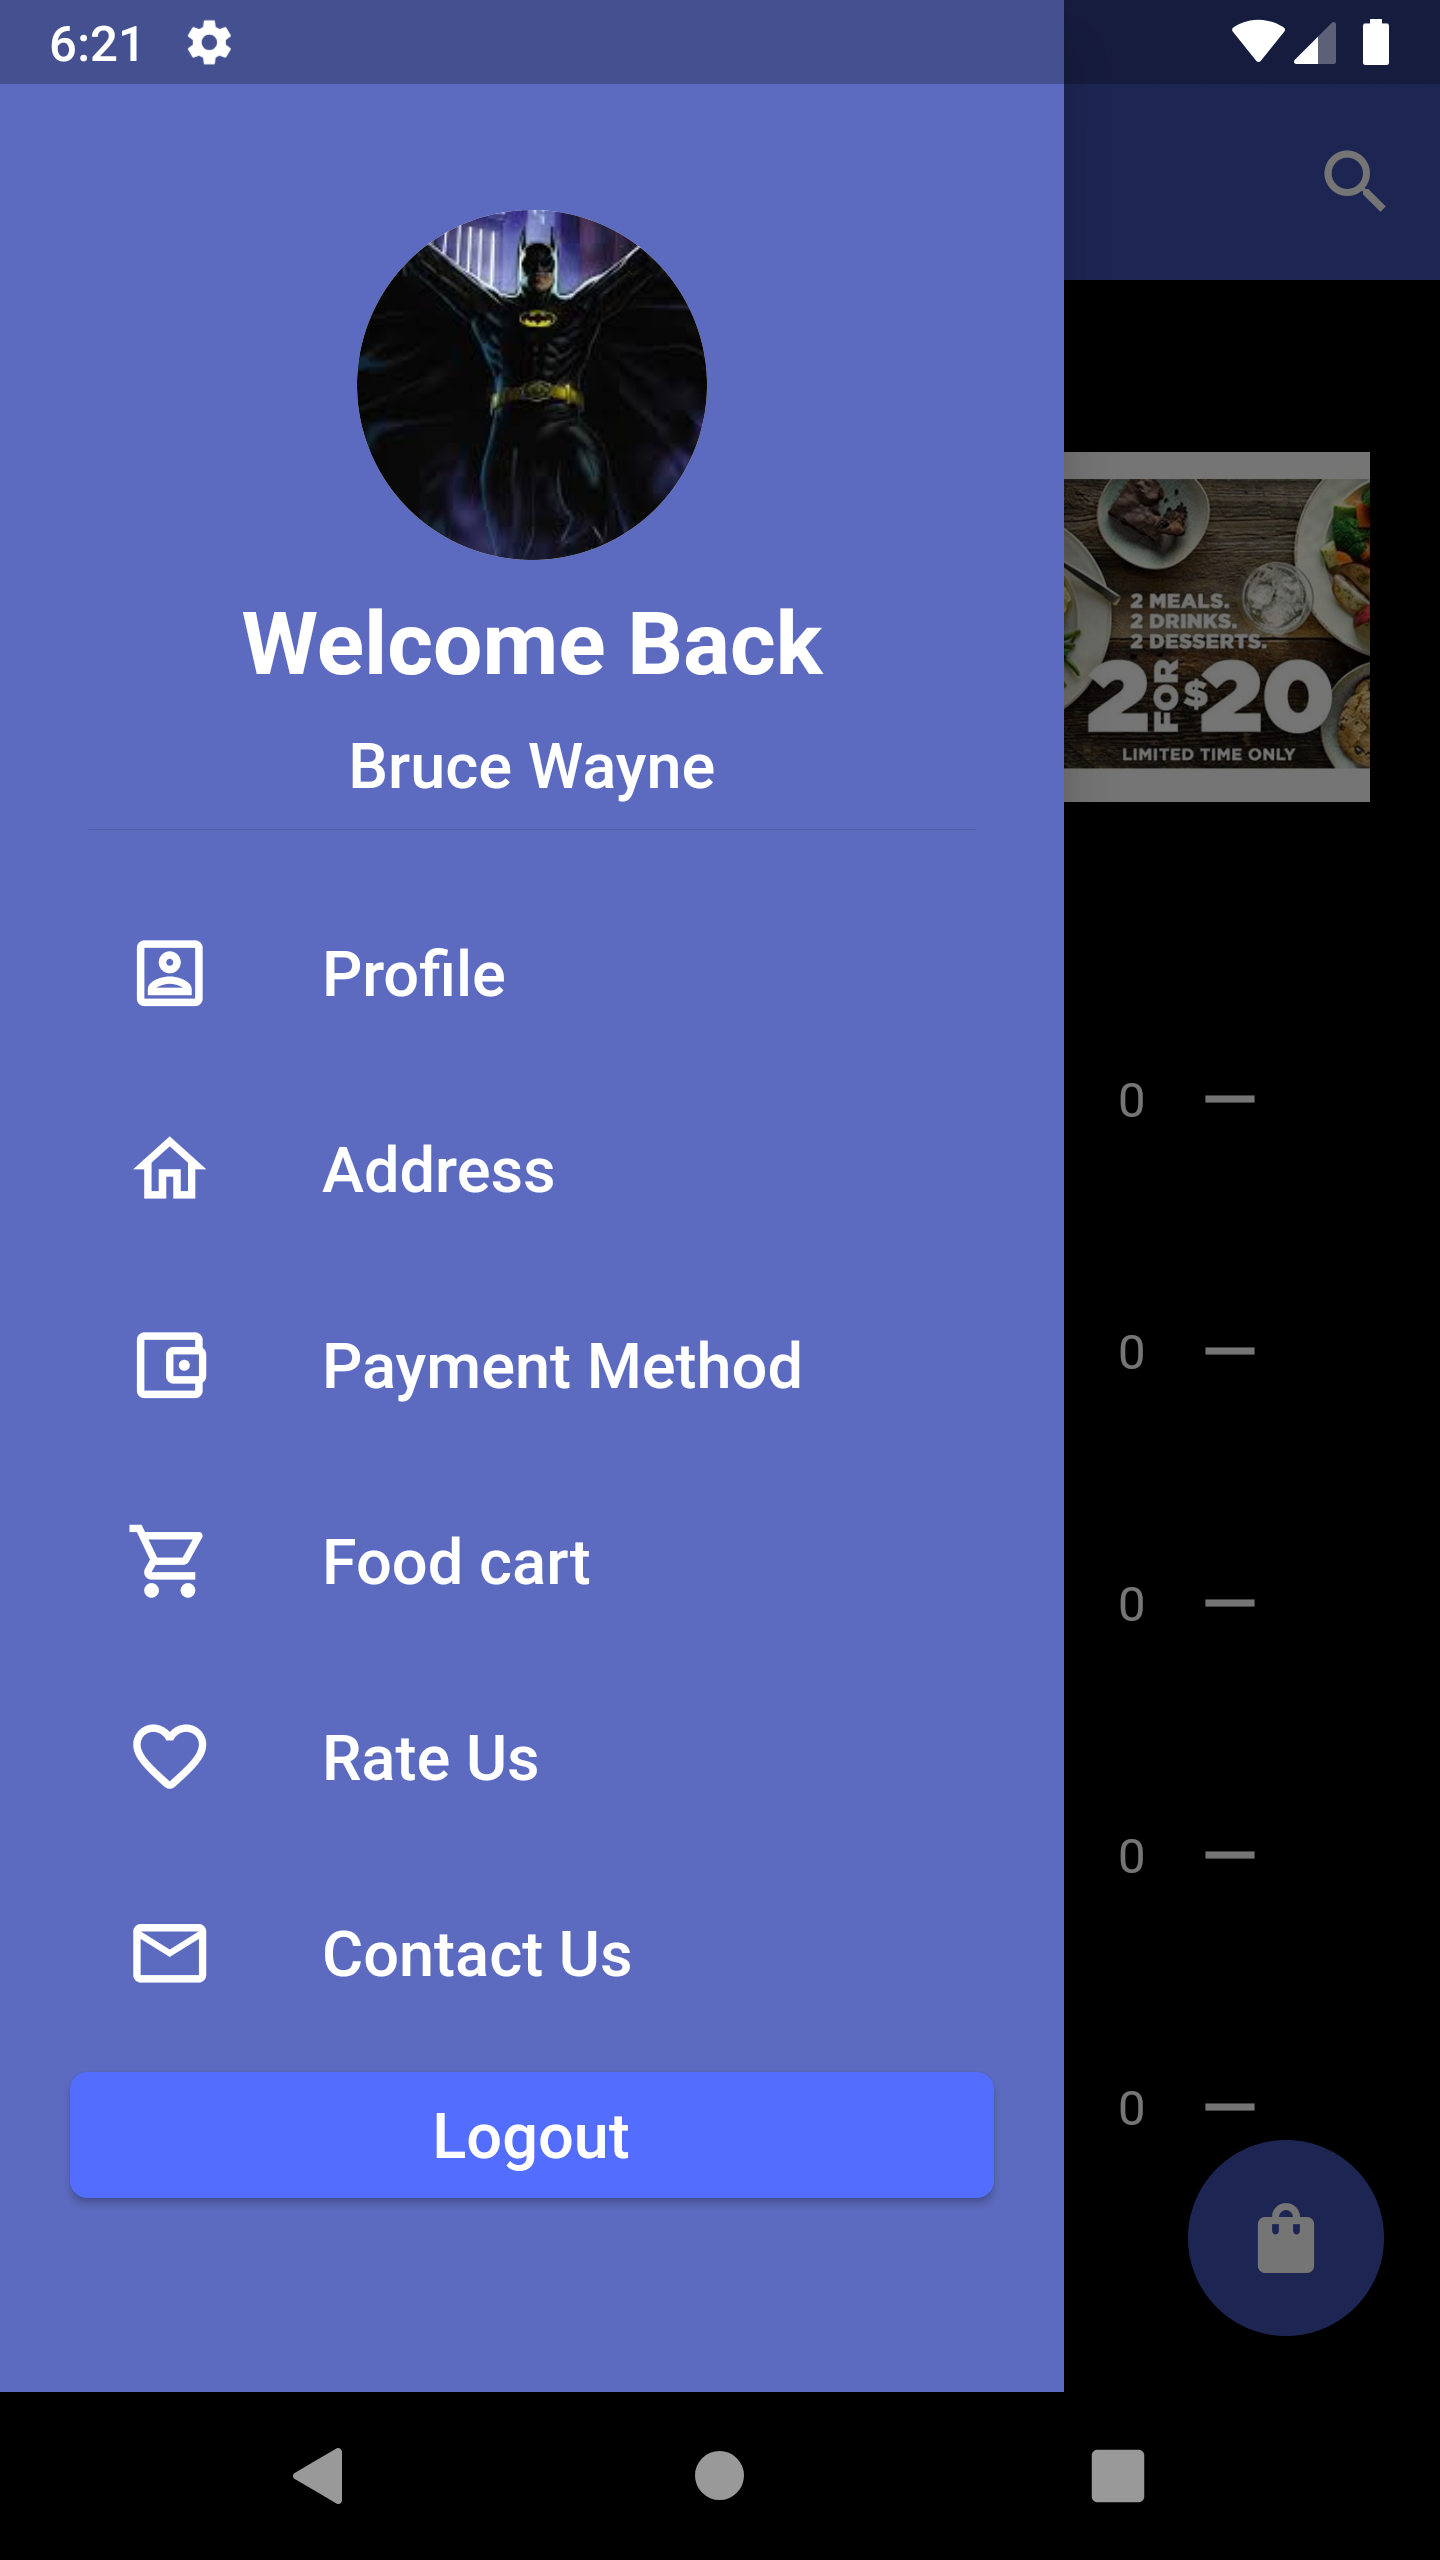 6:21
Welcome Back
Bruce Wayne
2 MEALS.
2 DRINKS.
2 DESSERTS.
2 FOR $20
LIMITED TIME ONLY
Profile
0
Address
Payment Method
0
Food cart
0
Rate Us
0
Contact Us
0
Logout